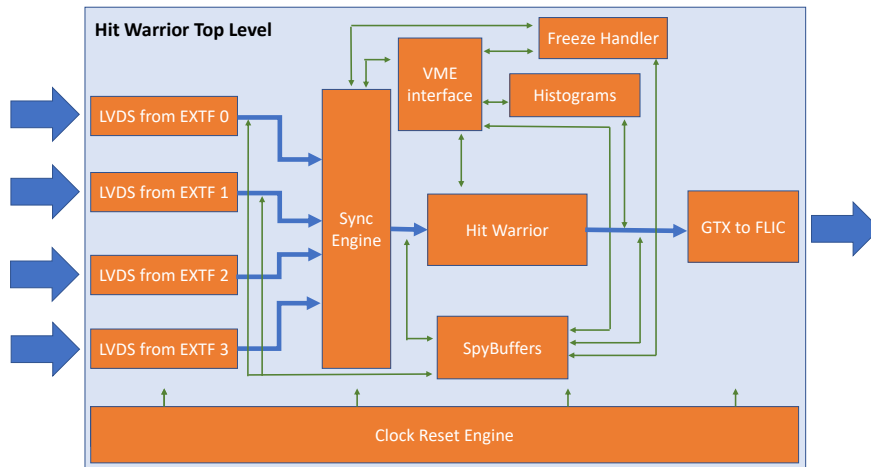 Hit Warrior Top Level
Freeze Handler
VME
interface
Histograms
LVDS from EXTF 0
LVDS from EXTF 1
Sync
Engine
Hit Warrior
GTX to FLIC
LVDS from EXTF 2
LVDS from EXTF 3
SpyBuffers
Clock Reset Engine